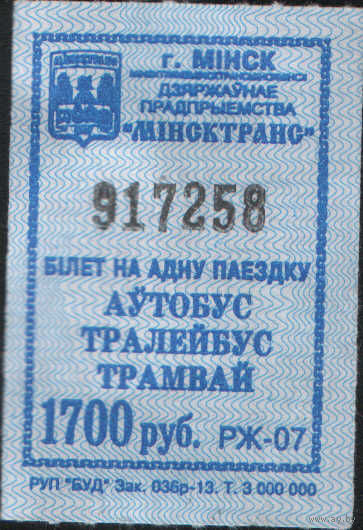 г. МІНСК
ДЗЯРЖАЎНАЕ
ПРАДПРЫЕМСТВА
"МІНСКТРАНС"
917258
БІЛЕТ НА АДНУ ПАЕЗДКУ
АЎТОБУС
ТРАЛЕЙБУС
ТРАМВАЙ
1700 руб. РЖ-07
РУП "БУД" Зак. 036р-13. Т. 3 000 000